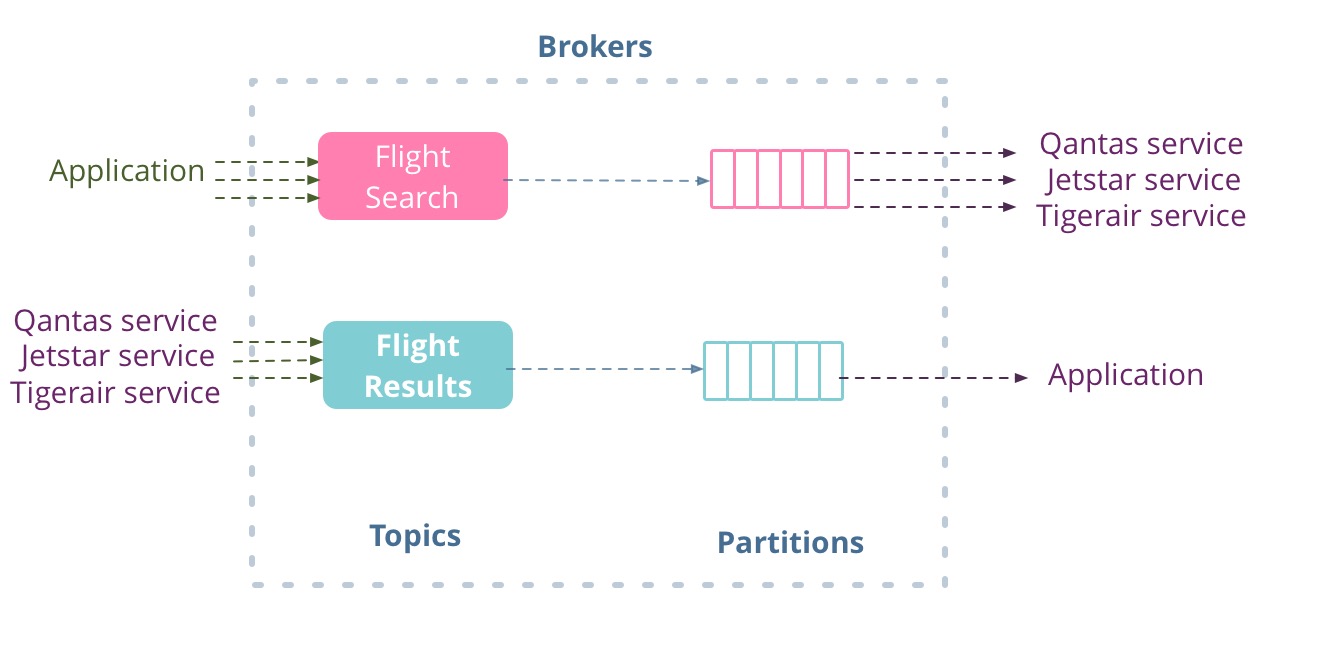 Brokers
Application
Flight
Search
Qantas service
Jetstar service
Tigerair service
Qantas service
Jetstar service
Tigerair service
Flight
Results
Application
Topics
Partitions